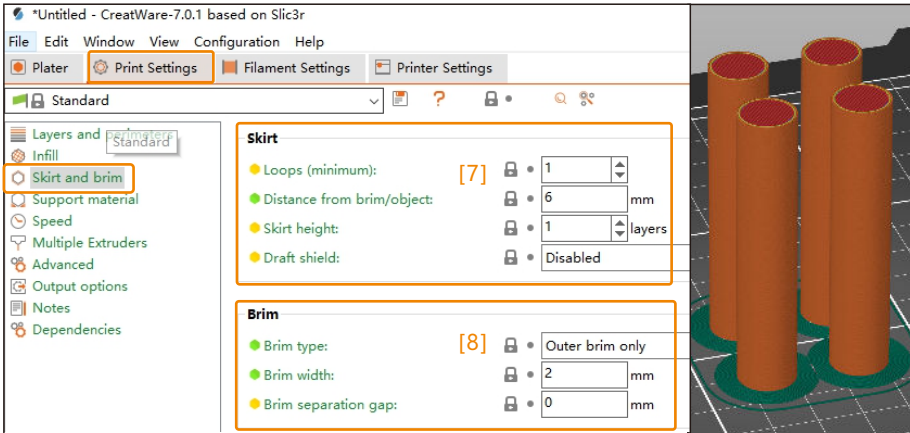 *Untitled - CreatWare-7.0.1 based on Slic3r
File Edit Window View Configuration Help
Plater Print Settings Filament Settings Printer Settings
Standard
?
Layers and perimeters
Standard
Infill
Skirt and brim
Support material
Speed
Multiple Extruders
Advanced
Output options
Notes
Dependencies
Skirt
Loops (minimum): [7] 1
Distance from brim/object: 6 mm
Skirt height: 1 layers
Draft shield: Disabled
Brim
Brim type: [8] Outer brim only
Brim width: 2 mm
Brim separation gap: 0 mm